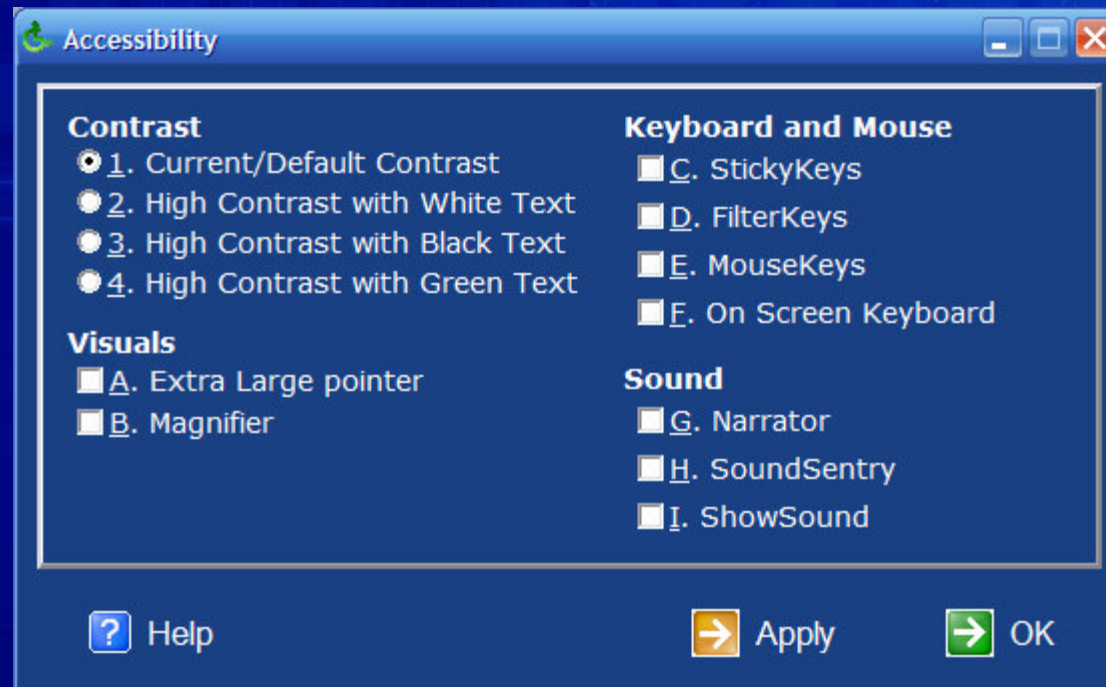 Accessibility
Contrast
1. Current/Default Contrast
2. High Contrast with White Text
3. High Contrast with Black Text
4. High Contrast with Green Text
Visuals
A. Extra Large pointer
B. Magnifier
Keyboard and Mouse
C. StickyKeys
D. FilterKeys
E. MouseKeys
F. On Screen Keyboard
Sound
G. Narrator
H. SoundSentry
I. ShowSound
? Help
Apply
OK